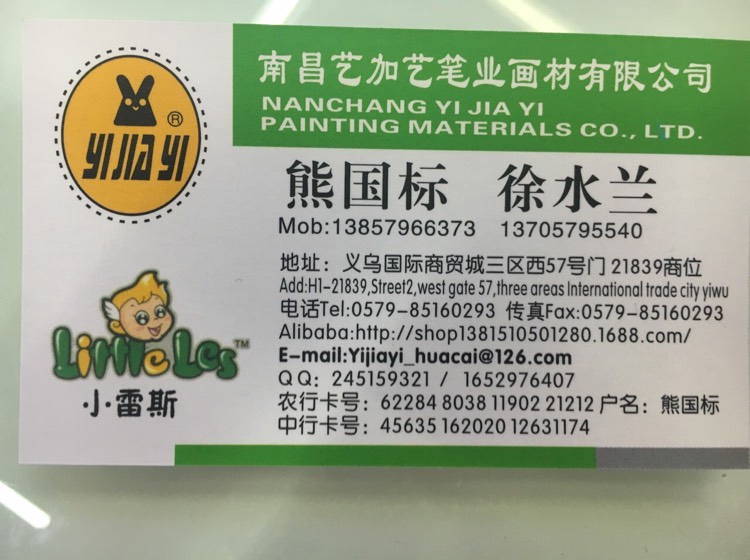 南昌艺加艺笔业画材有限公司
NANCHANG YI JIA YI
PAINTING MATERIALS CO., LTD.
®
YI JIA YI
熊国标 徐水兰
Mob:13857966373 13705795540
地址：义乌国际商贸城三区西57号门 21839商位
Add:H1-21839,Street2,west gate 57,three areas International trade city yiwu
电话Tel:0579-85160293 传真Fax:0579-85160293
Alibaba:http://shop1381510501280.1688.com/
E-mail:Yijiayi_huacai@126.com
QQ：245159321 / 1652976407
农行卡号：62284 8038 11902 21212 户名：熊国标
中行卡号：45635 162020 12631174
Little Les™
小雷斯